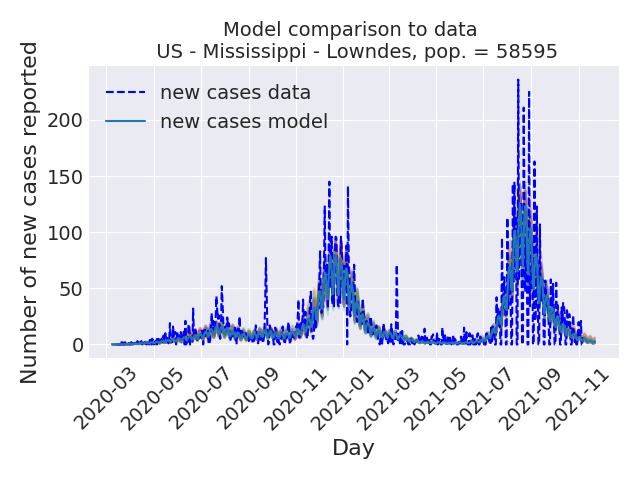 Model comparison to data
US - Mississippi - Lowndes, pop. = 58595
Number of new cases reported
new cases data
new cases model
200
150
100
50
0
2020-03
2020-05
2020-07
2020-09
2020-11
2021-01
2021-03
2021-05
2021-07
2021-09
2021-11
Day